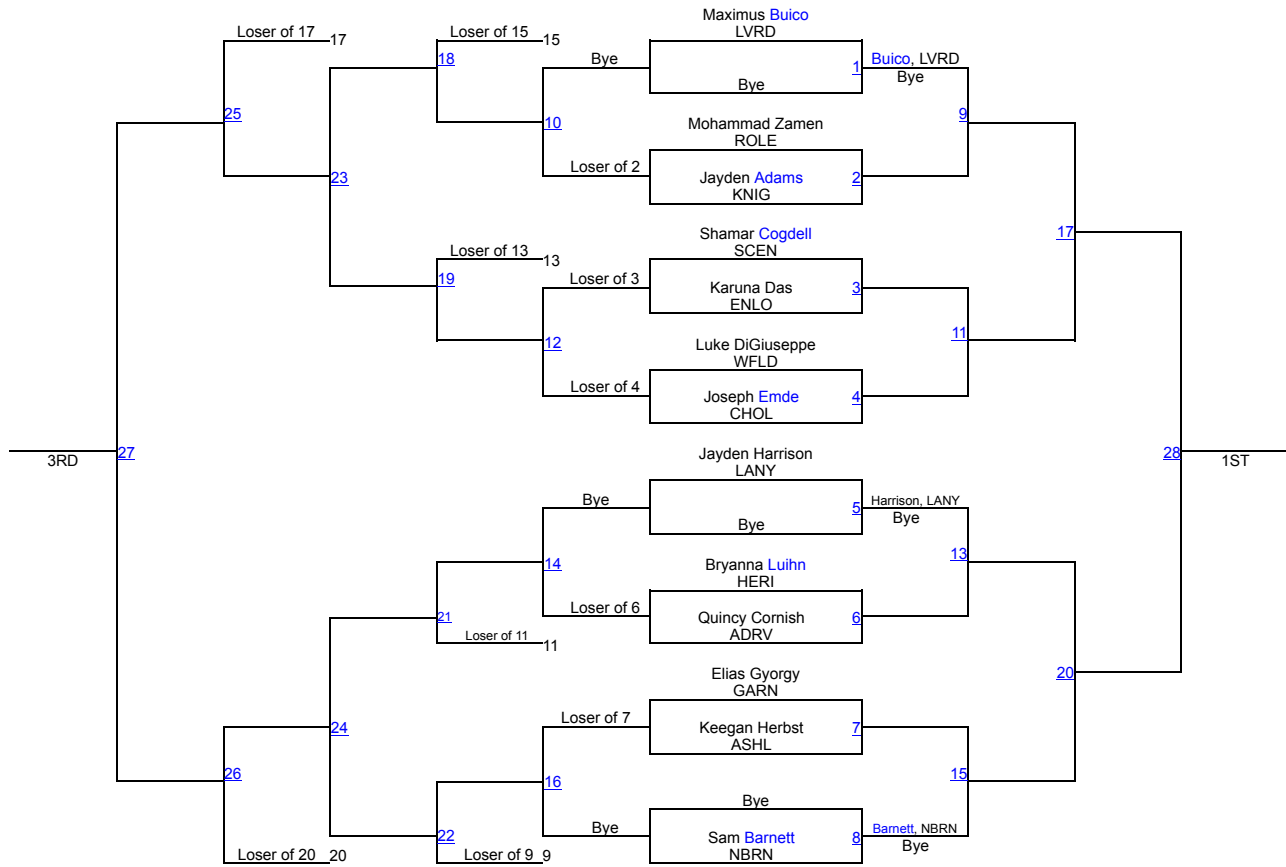 Maximus Buico
Loser of 17 17
Loser of 15 15
LVRD
18
Bye
1
Buico, LVRD
Bye
Bye
25
10
9
Mohammad Zamen
ROLE
Loser of 2
23
Jayden Adams
2
KNIG
Shamar Cogdell
17
Loser of 13 13
SCEN
19
Loser of 3
Karuna Das
3
ENLO
12
11
Luke DiGiuseppe
WFLD
Loser of 4
Joseph Emde
4
CHOL
3RD
27
Jayden Harrison
28
1ST
LANY
Bye
5
Harrison, LANY
Bye
Bye
14
13
Bryanna Luihn
HERI
21
Loser of 6
Quincy Cornish
6
Loser of 11 11
ADRV
Elias Gyorgy
20
GARN
24
Loser of 7
Keegan Herbst
7
ASHL
26
16
15
Bye
22
Bye
Sam Barnett
8
Barnett, NBRN
Bye
Loser of 20 20
Loser of 9 9
NBRN